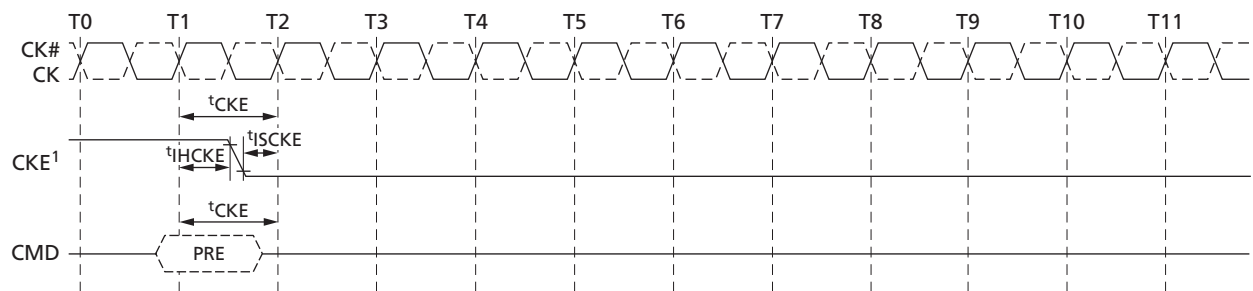 T0 T1 T2 T3 T4 T5 T6 T7 T8 T9 T10 T11
CK#
CK
tCKE
tISCKE
CKE1
tIHCKE
tCKE
CMD
PRE